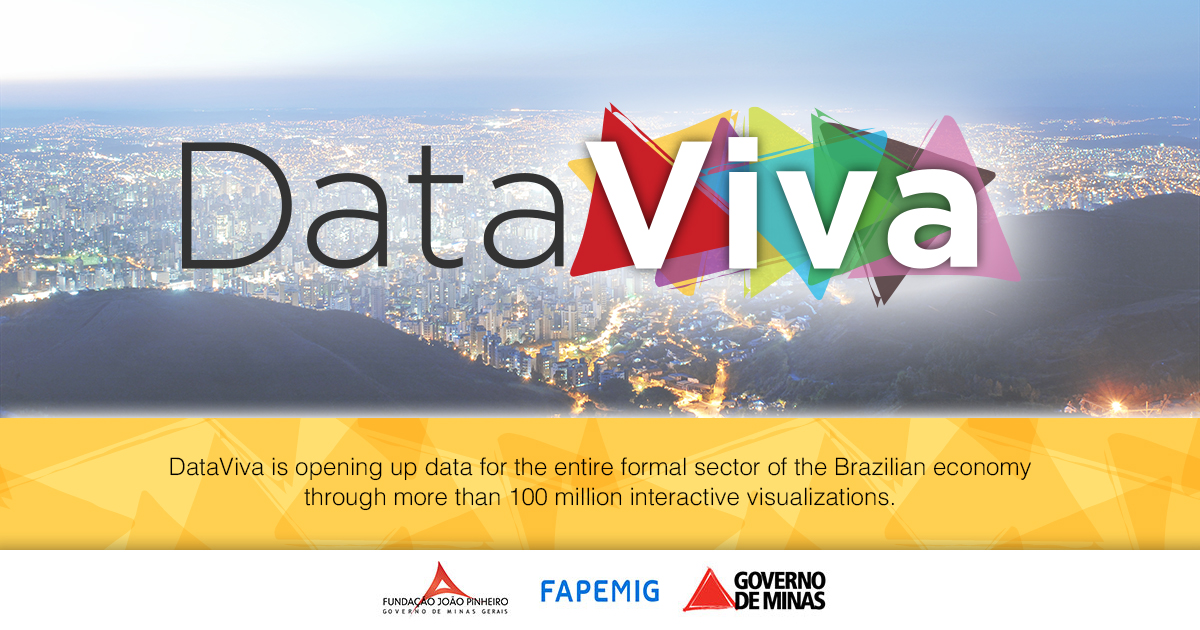 DataViva
DataViva is opening up data for the entire formal sector of the Brazilian economy
through more than 100 million interactive visualizations.
FUNDAÇÃO JOÃO PINHEIRO
GOVERNO DE MINAS GERAIS
FAPEMIG
GOVERNO
DE MINAS